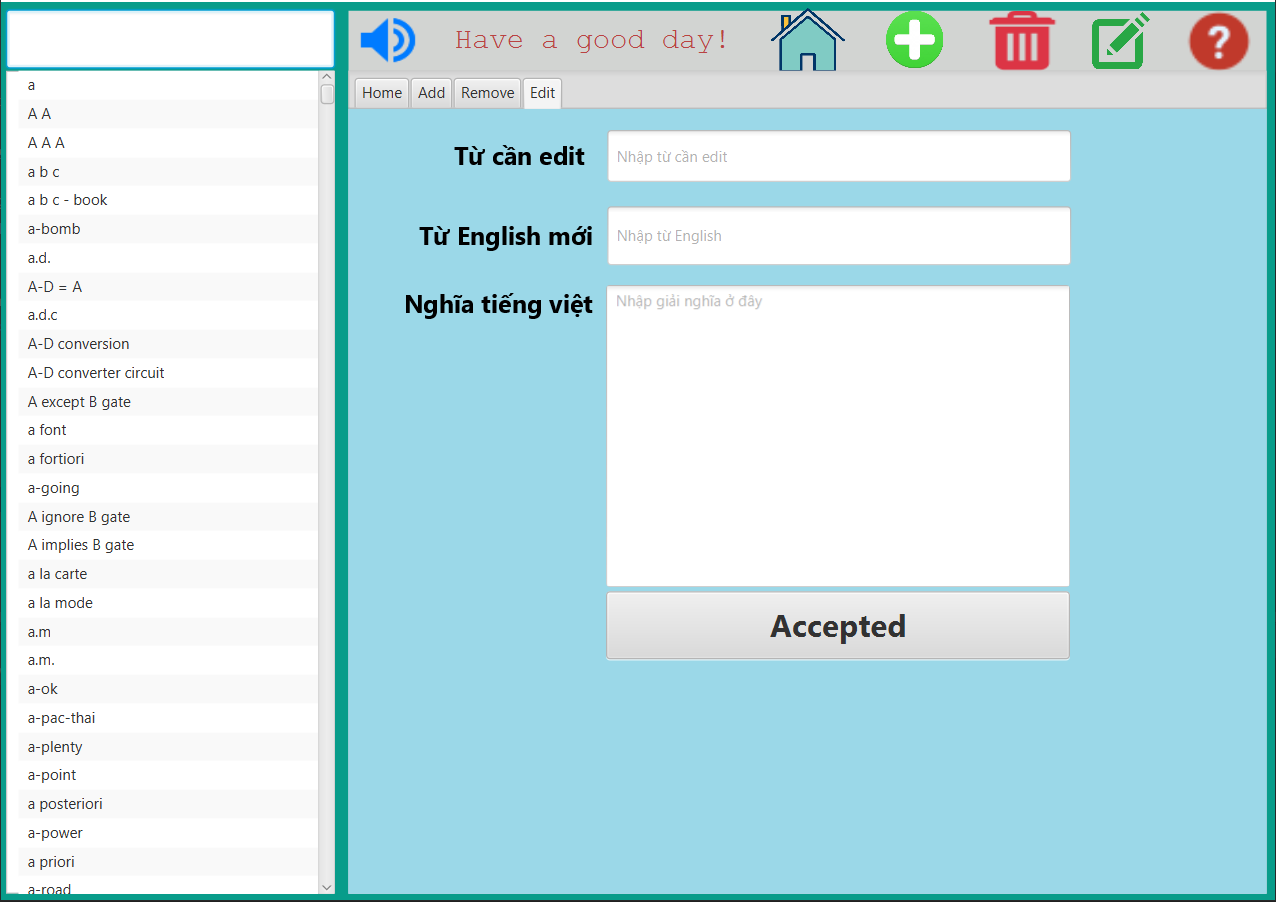 a
A A
A A A
a b c
a b c - book
a-bomb
a.d.
A-D = A
a.d.c
A-D conversion
A-D converter circuit
A except B gate
a font
a fortiori
a-going
A ignore B gate
A implies B gate
a la carte
a la mode
a.m
a.m.
a-ok
a-pac-thai
a-plenty
a-point
a posteriori
a-power
a priori
a-road
Have a good day!
?
Home Add Remove Edit
Từ cần edit
Nhập từ cần edit
Từ English mới
Nhập từ English
Nghĩa tiếng việt
Nhập giải nghĩa ở đây
Accepted